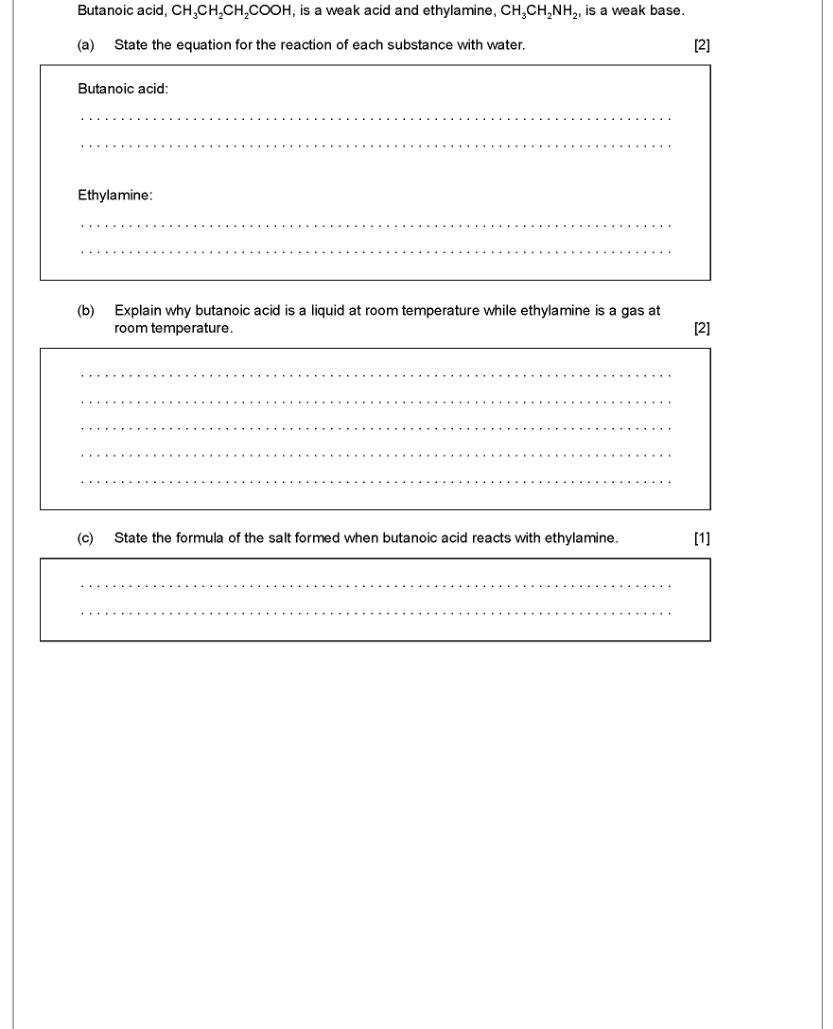 Butanoic acid, CH₃CH₂CH₂COOH, is a weak acid and ethylamine, CH₃CH₂NH₂, is a weak base.
(a) State the equation for the reaction of each substance with water. [2]
Butanoic acid:
Ethylamine:
(b) Explain why butanoic acid is a liquid at room temperature while ethylamine is a gas at
room temperature. [2]
(c) State the formula of the salt formed when butanoic acid reacts with ethylamine. [1]